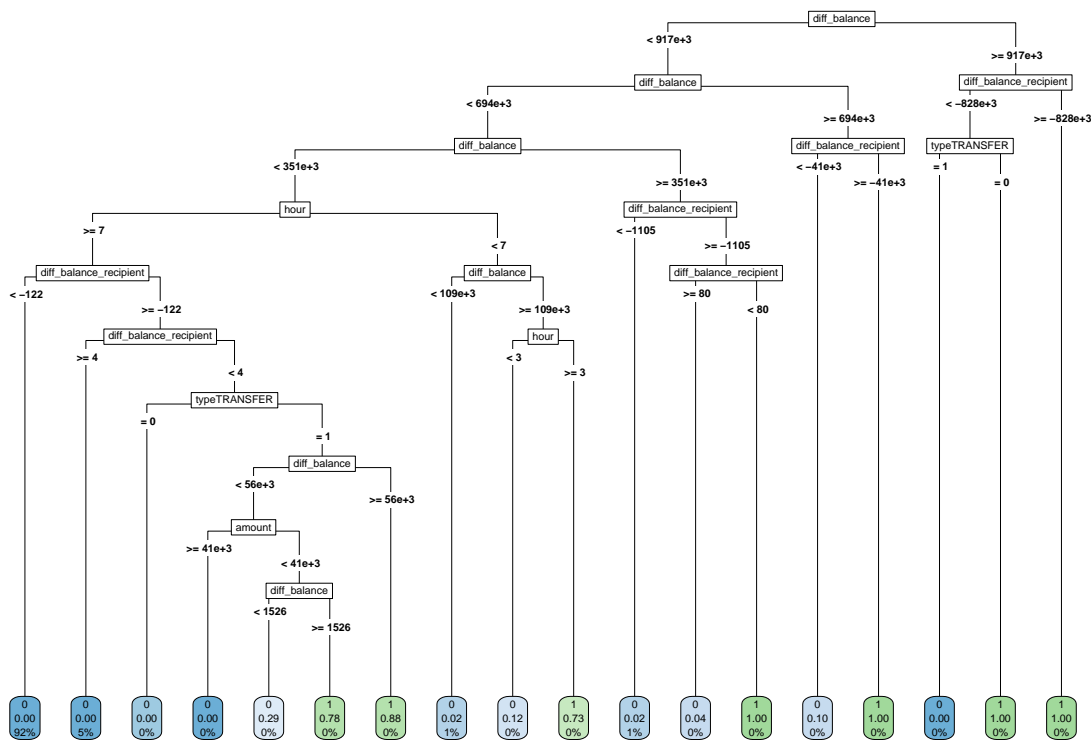 diff_balance
< 917e+3
>= 917e+3
diff_balance
diff_balance_recipient
< 694e+3
< −828e+3
>= 694e+3
>= −828e+3
diff_balance
diff_balance_recipient
typeTRANSFER
< 351e+3
< −41e+3
= 1
>= 351e+3
>= −41e+3
= 0
hour
diff_balance_recipient
>= 7
< −1105
< 7
>= −1105
diff_balance_recipient
diff_balance
diff_balance_recipient
< −122
< 109e+3
>= 80
>= −122
>= 109e+3
< 80
diff_balance_recipient
hour
>= 4
< 3
< 4
>= 3
typeTRANSFER
= 0
= 1
diff_balance
< 56e+3
>= 56e+3
amount
>= 41e+3
< 41e+3
diff_balance
< 1526
>= 1526
0 0 0 0 0 1 1 0 0 1 0 0 1 0 1 0 1 1
0.00 0.00 0.00 0.00 0.29 0.78 0.88 0.02 0.12 0.73 0.02 0.04 1.00 0.10 1.00 0.00 1.00 1.00
92% 5% 0% 0% 0% 0% 0% 1% 0% 0% 1% 0% 0% 0% 0% 0% 0% 0%